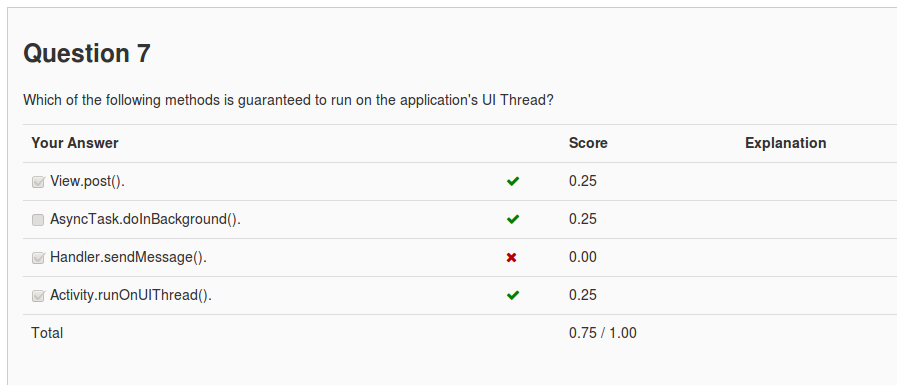 Question 7
Which of the following methods is guaranteed to run on the application's UI Thread?
Your Answer Score Explanation
View.post(). 0.25
AsyncTask.doInBackground(). 0.25
Handler.sendMessage(). 0.00
Activity.runOnUIThread(). 0.25
Total 0.75 / 1.00